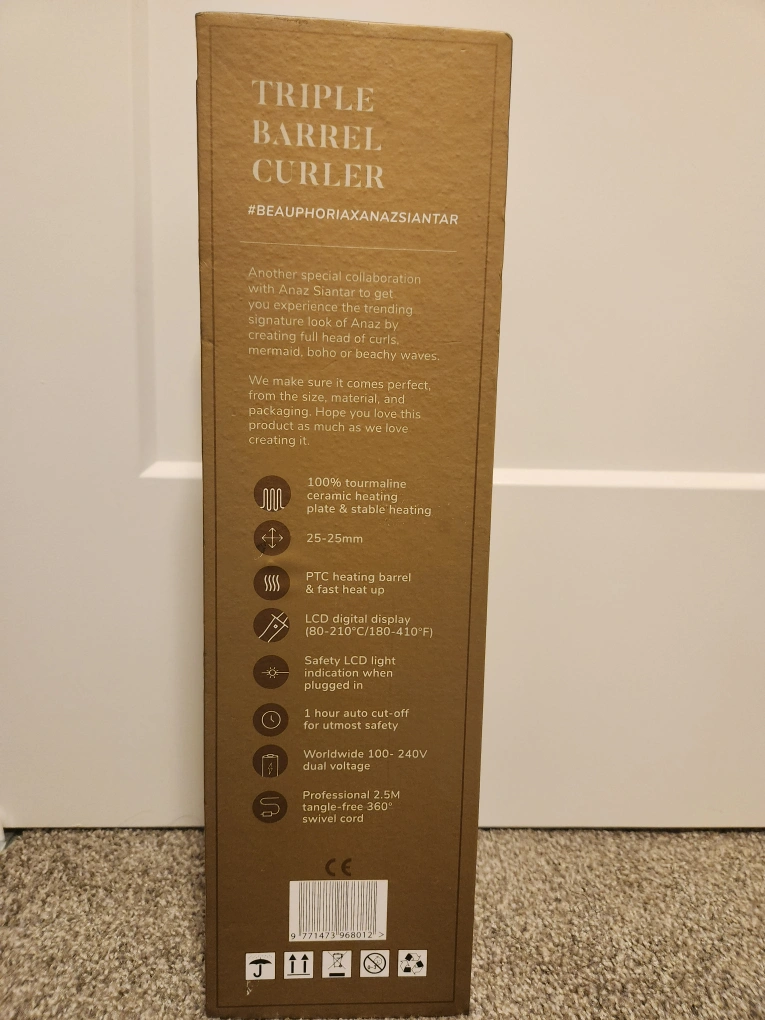 TRIPLE
BARREL
CURLER
#BEAUPHORIAXANAZSIANTAR
Another special collaboration
with Anaz Siantar to get
you experience the trending
signature look of Anaz by
creating full head of curls,
mermaid, boho or beachy waves.
We make sure it comes perfect,
from the size, material, and
packaging. Hope you love this
product as much as we love
creating it.
100% tourmaline
ceramic heating
plate & stable heating
25-25mm
PTC heating barrel
& fast heat up
LCD digital display
(80-210°C/180-410°F)
Safety LCD light
indication when
plugged in
1 hour auto cut-off
for utmost safety
Worldwide 100- 240V
dual voltage
Professional 2.5M
tangle-free 360°
swivel cord
CE
9 771473 968012 >